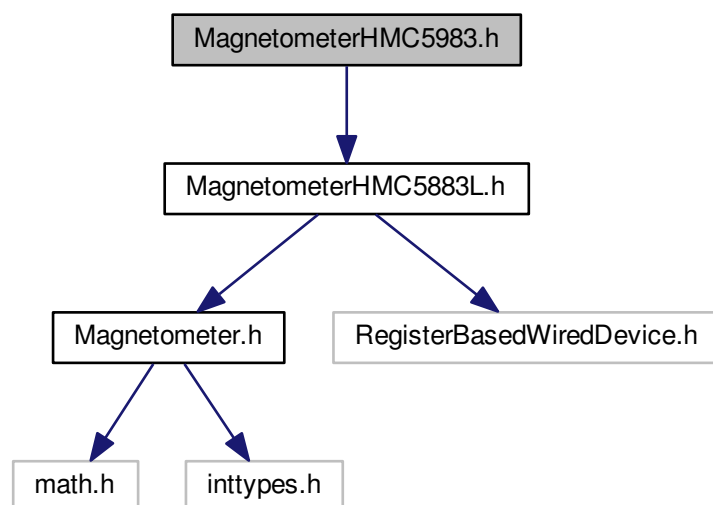 MagnetometerHMC5983.h
MagnetometerHMC5883L.h
Magnetometer.h
RegisterBasedWiredDevice.h
math.h
inttypes.h